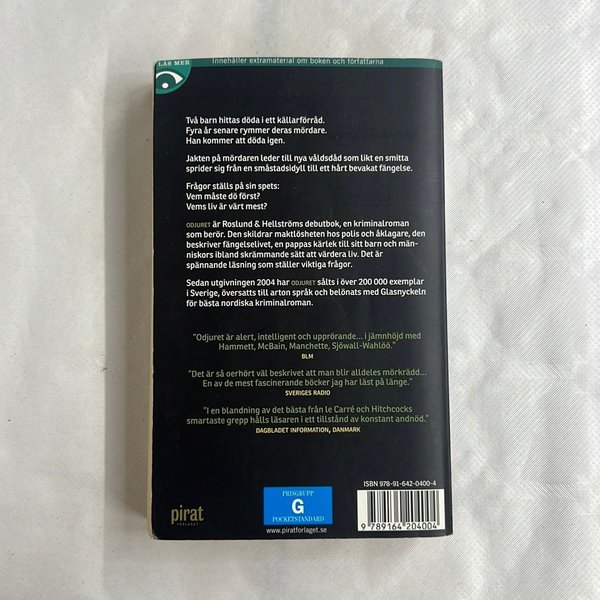 LÄS MER
Innehåller extramaterial om boken och författarna
Två barn hittas döda i ett källarförråd.
Fyra år senare rymmer deras mördare.
Han kommer att döda igen.
Jakten på mördaren leder till nya våldsdåd som likt en smitta
sprider sig från en småstadsidyll till ett hårt bevakat fängelse.
Frågor ställs på sin spets:
Vem måste dö först?
Vems liv är värt mest?
ODJURET är Roslund & Hellströms debutbok, en kriminalroman
som berör. Den skildrar maktlösheten hos polis och åklagare, den
beskriver fängelselivet, en pappas kärlek till sitt barn och män-
niskors ibland skrämmande sätt att värdera liv. Det är
spännande läsning som ställer viktiga frågor.
Sedan utgivningen 2004 har ODJURET sålts i över 200 000 exemplar
i Sverige, översatts till arton språk och belönats med Glasnyckeln
för bästa nordiska kriminalroman.
"Odjuret är alert, intelligent och upprörande... i jämnhöjd med
Hammett, McBain, Manchette, Sjöwall-Wahlöö."
BLM
"Det är så oerhört väl beskrivet att man blir alldeles mörkrädd...
En av de mest fascinerande böcker jag har läst på länge."
SVERIGES RADIO
"I en blandning av det bästa från le Carré och Hitchcocks
smartaste grepp hålls läsaren i ett tillstånd av konstant andnöd."
DAGBLADET INFORMATION, DANMARK
pirat
FÖRLAGET
PRISGRUPP
G
POCKETSTANDARD
www.piratforlaget.se
ISBN 978-91-642-0400-4
9 789164 204004